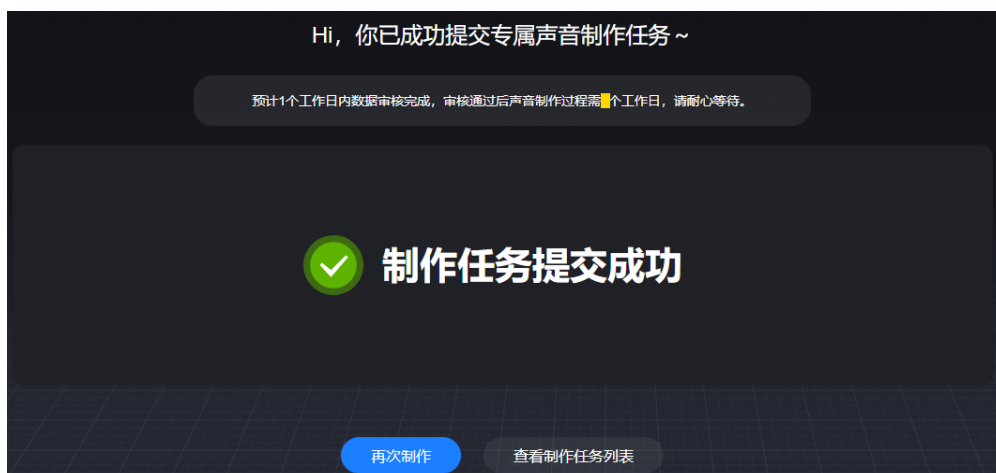 Hi，你已成功提交专属声音制作任务~
预计1个工作日内数据审核完成，审核通过后声音制作过程需个工作日，请耐心等待。
制作任务提交成功
再次制作
查看制作任务列表